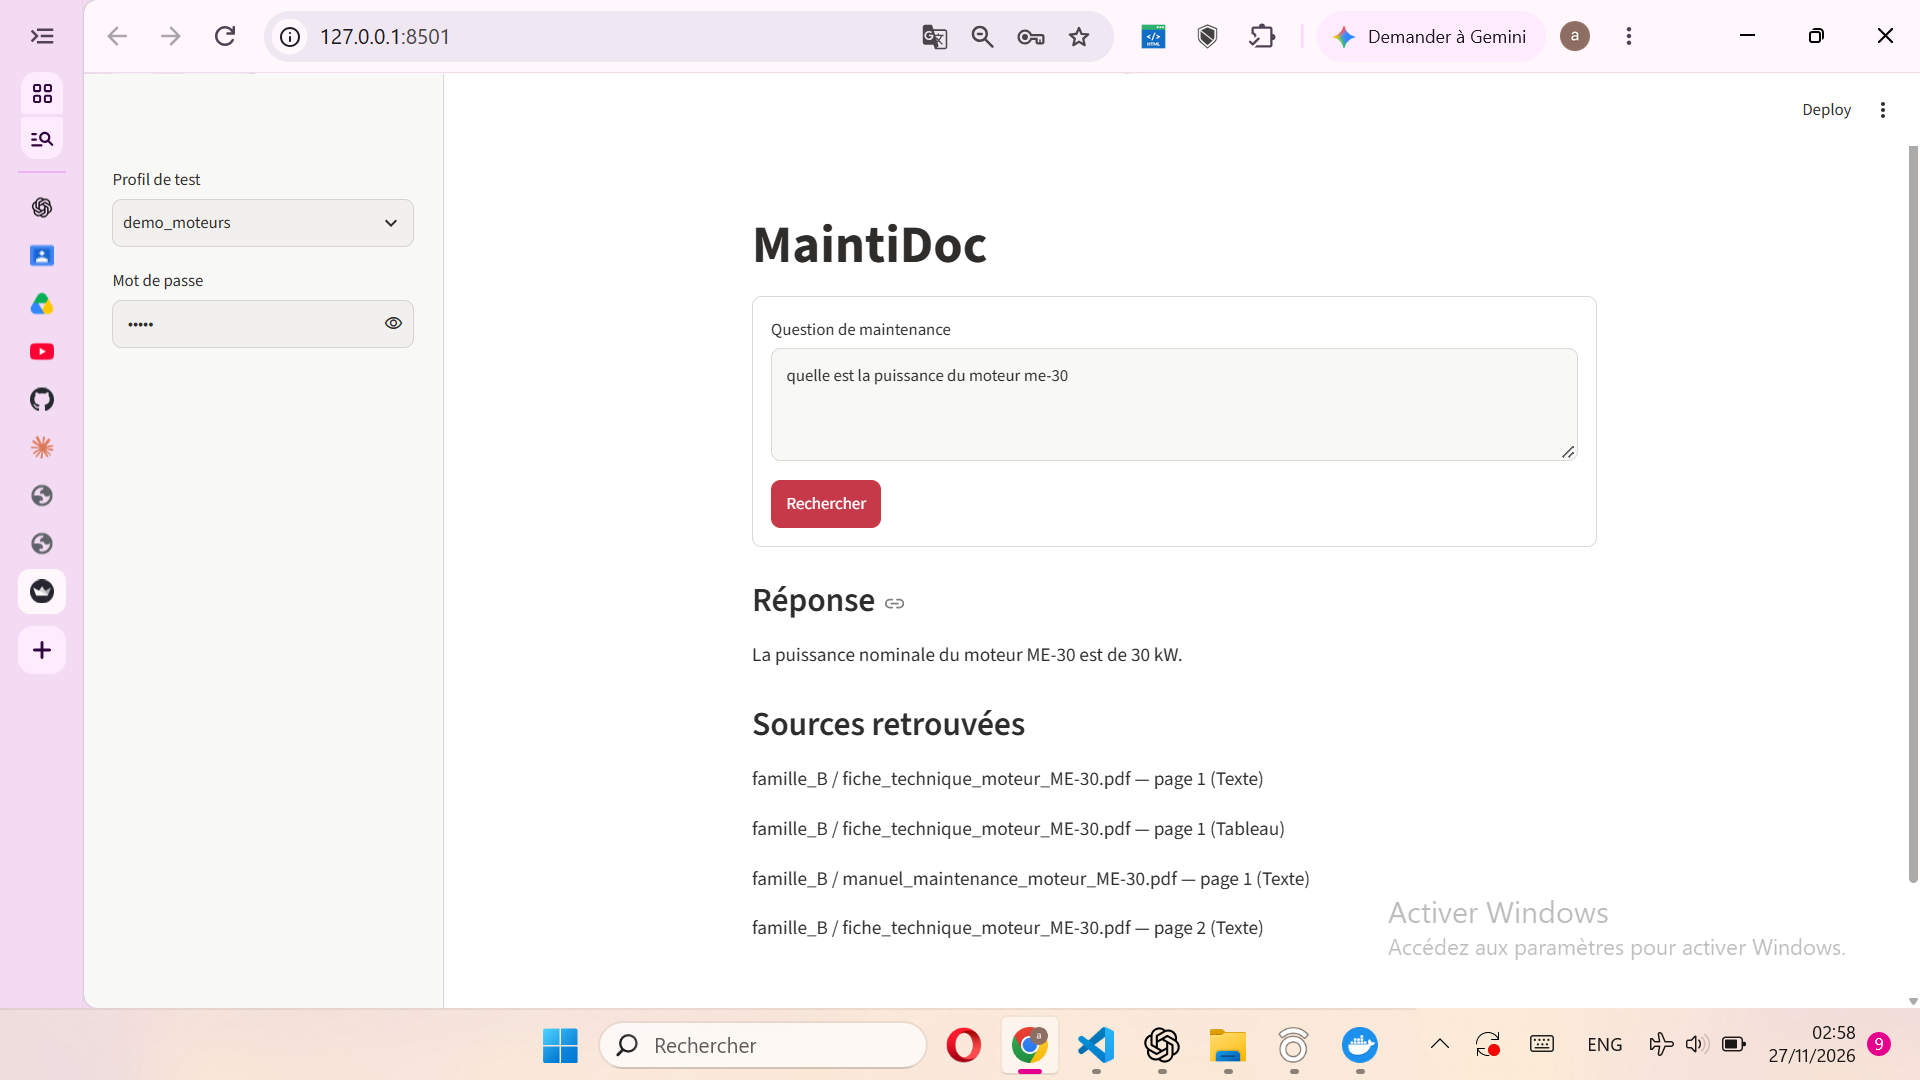 127.0.0.1:8501
Demander à Gemini
a
Deploy
Profil de test
demo_moteurs
Mot de passe
•••••
MaintiDoc
Question de maintenance
quelle est la puissance du moteur me-30
Rechercher
Réponse
La puissance nominale du moteur ME-30 est de 30 kW.
Sources retrouvées
famille_B / fiche_technique_moteur_ME-30.pdf — page 1 (Texte)
famille_B / fiche_technique_moteur_ME-30.pdf — page 1 (Tableau)
famille_B / manuel_maintenance_moteur_ME-30.pdf — page 1 (Texte)
famille_B / fiche_technique_moteur_ME-30.pdf — page 2 (Texte)
Activer Windows
Accédez aux paramètres pour activer Windows.
Rechercher
a
ENG
02:58
27/11/2026
9